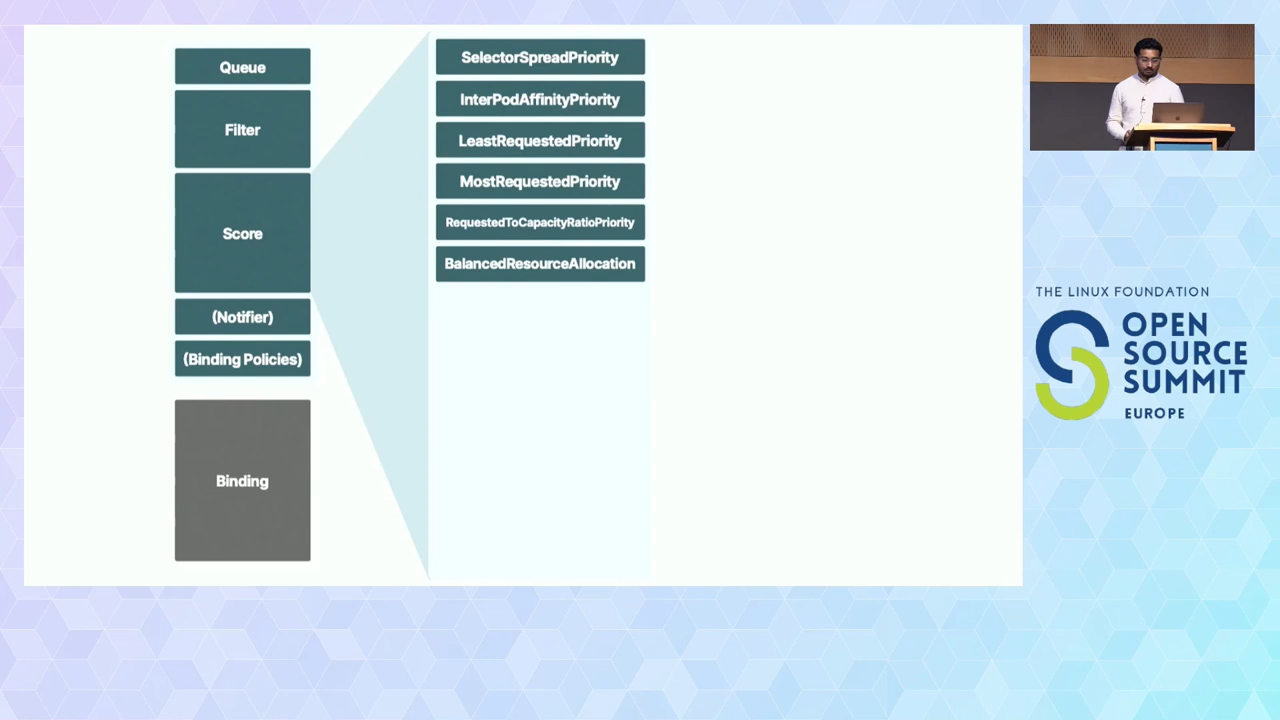 Queue
Filter
Score
(Notifier)
(Binding Policies)
Binding
SelectorSpreadPriority
InterPodAffinityPriority
LeastRequestedPriority
MostRequestedPriority
RequestedToCapacityRatioPriority
BalancedResourceAllocation
THE LINUX FOUNDATION
OPEN
SOURCE
SUMMIT
EUROPE